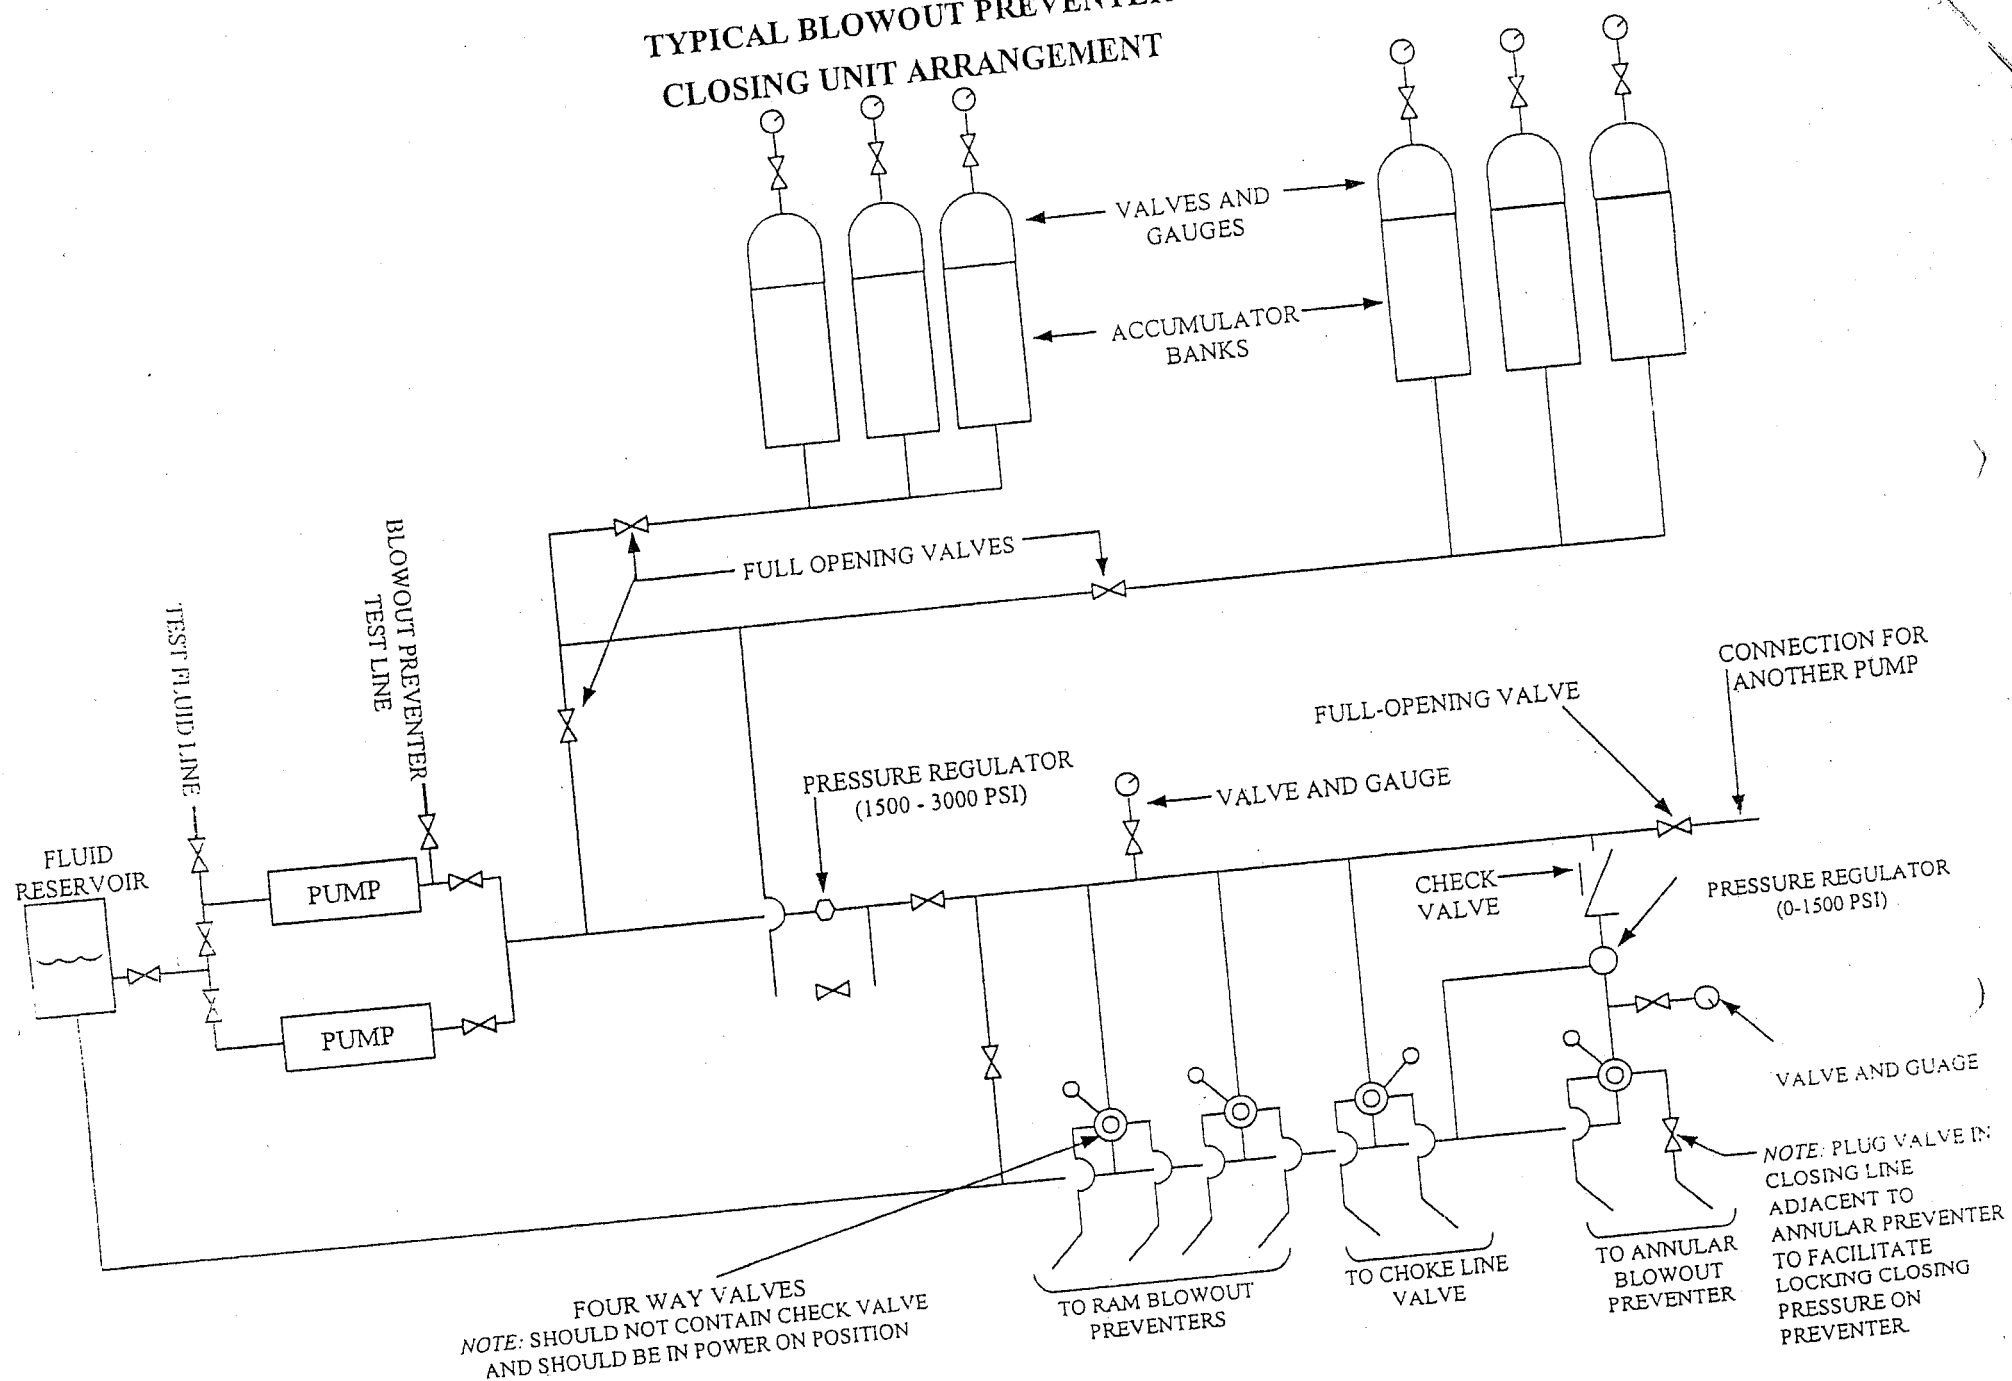 TYPICAL BLOWOUT PREVENTER
CLOSING UNIT ARRANGEMENT
VALVES AND
GAUGES
ACCUMULATOR
BANKS
FULL OPENING VALVES
BLOWOUT PREVENTER
TEST LINE
TEST FLUID LINE
CONNECTION FOR
ANOTHER PUMP
FULL-OPENING VALVE
PRESSURE REGULATOR
(1500 - 3000 PSI)
VALVE AND GAUGE
FLUID
RESERVOIR
PUMP
CHECK
VALVE
PRESSURE REGULATOR
(0-1500 PSI)
PUMP
VALVE AND GUAGE
NOTE: PLUG VALVE IN
CLOSING LINE
ADJACENT TO
ANNULAR PREVENTER
TO FACILITATE
LOCKING CLOSING
PRESSURE ON
PREVENTER
FOUR WAY VALVES
NOTE: SHOULD NOT CONTAIN CHECK VALVE
AND SHOULD BE IN POWER ON POSITION
TO RAM BLOWOUT
PREVENTERS
TO CHOKE LINE
VALVE
TO ANNULAR
BLOWOUT
PREVENTER